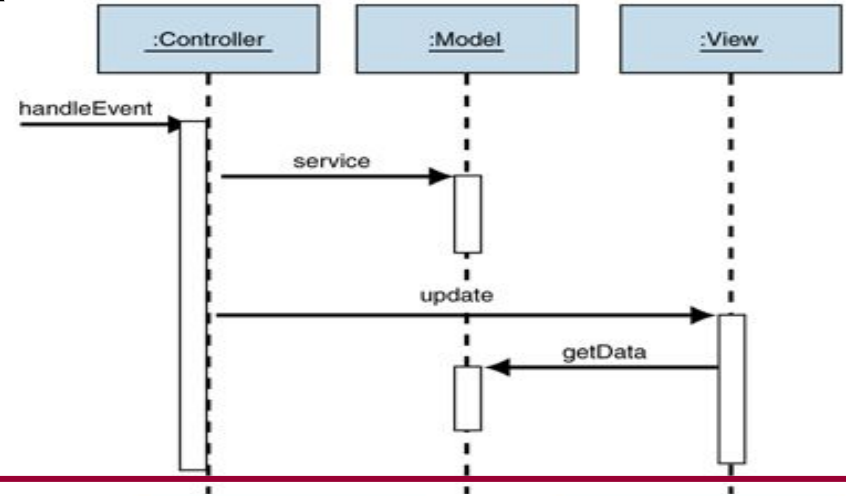 :Controller
:Model
:View
handleEvent
service
update
getData